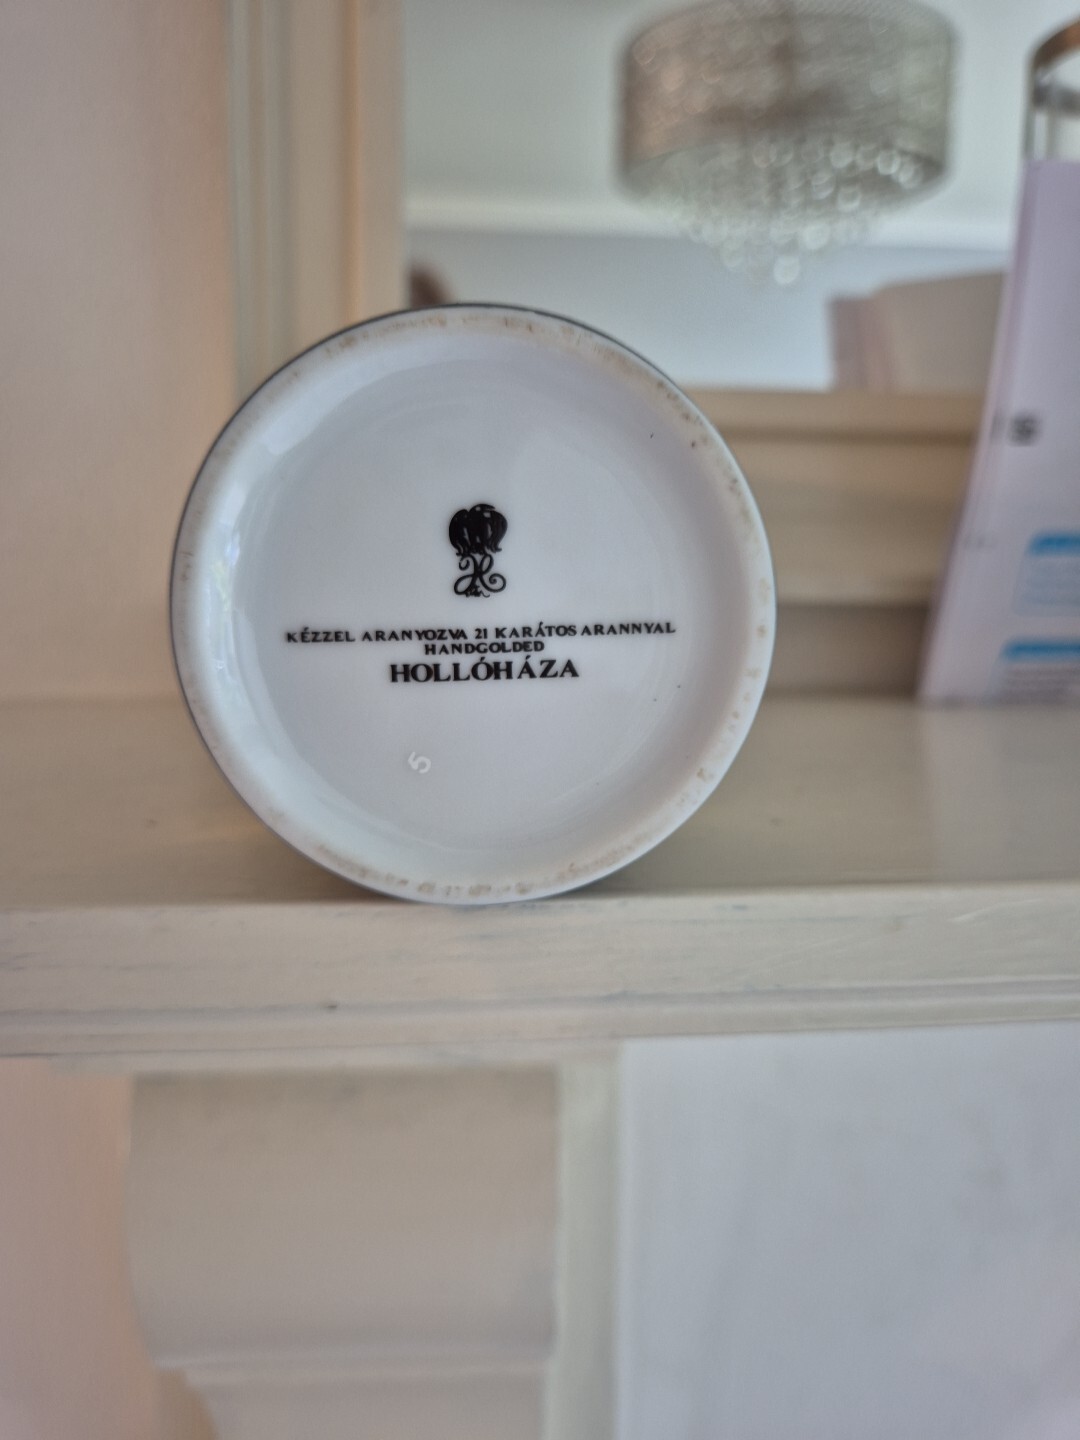 KÉZZEL ARANYOZVA 21 KARÁTOS ARANNYAL
HANDGOLDED
HOLLÓHÁZA
5